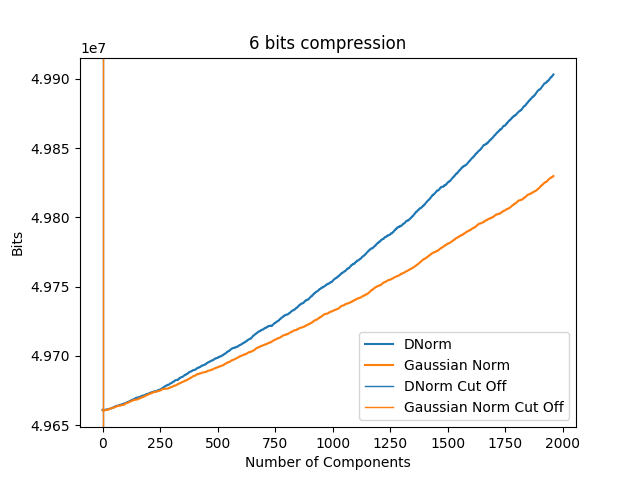 6 bits compression
1e7
4.990
4.985
4.980
4.975
4.970
4.965
Bits
0
250
500
750
1000
1250
1500
1750
2000
Number of Components
DNorm
Gaussian Norm
DNorm Cut Off
Gaussian Norm Cut Off